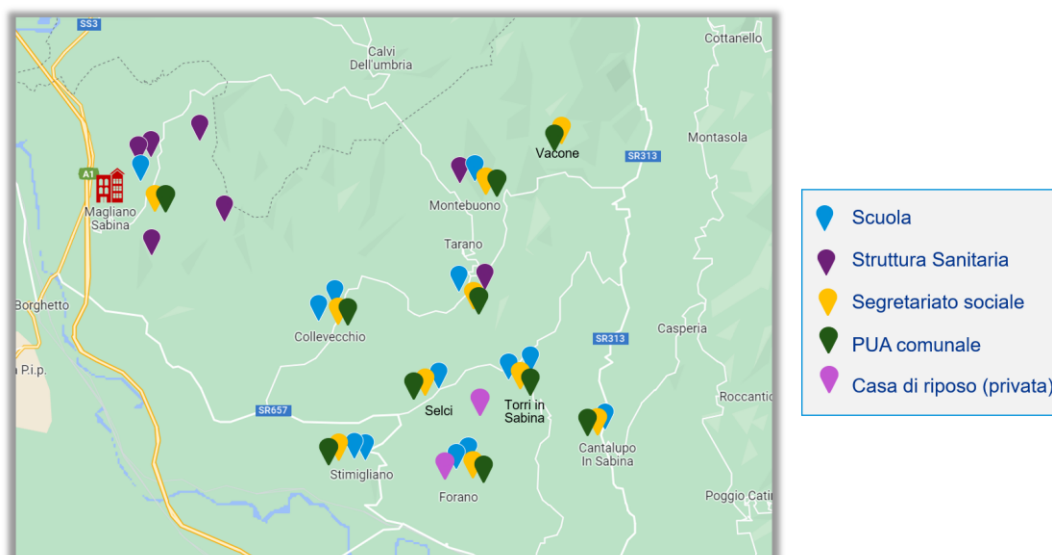 SS3
Cottanello
Calvi
Dell'umbria
Montasola
Vacone
SR313
A1
Magliano
Sabina
Montebuono
Tarano
Borghetto
Collevecchio
SR313
Casperia
P.i.p.
Selci
Torri in
Sabina
SR657
Roccantic
Cantalupo
In Sabina
Stimigliano
Forano
Poggio Cati
Scuola
Struttura Sanitaria
Segretariato sociale
PUA comunale
Casa di riposo (privata)